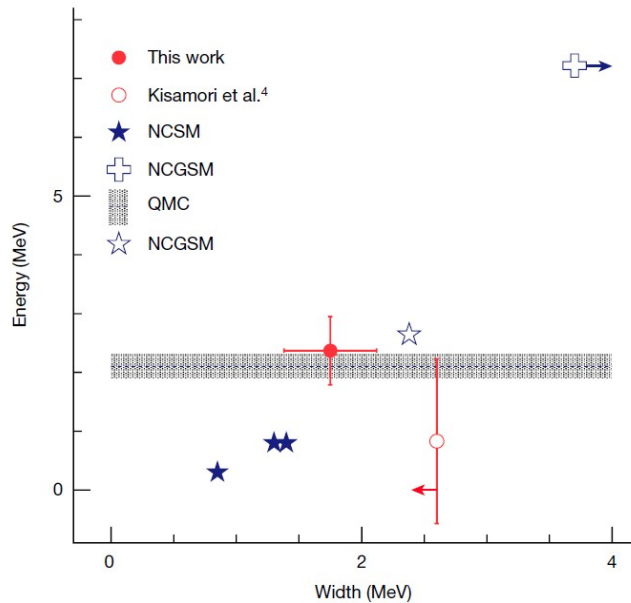 This work
Kisamori et al.⁴
NCSM
NCGSM
QMC
NCGSM
5
0
Energy (MeV)
0
2
4
Width (MeV)